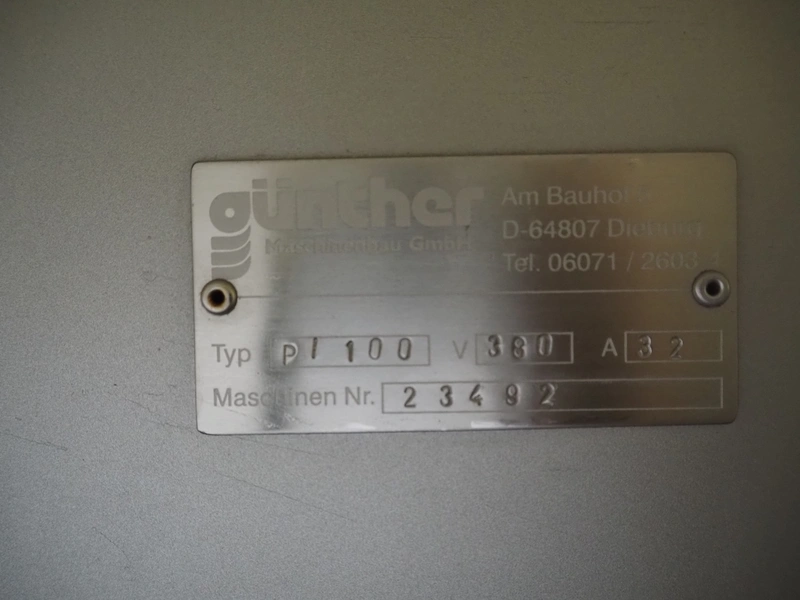 günther
Maschinenbau GmbH
Am Bauhof
D-64807 Dieburg
Tel. 06071 / 2603
Typ PI 100 V 380 A 32
Maschinen Nr. 23492